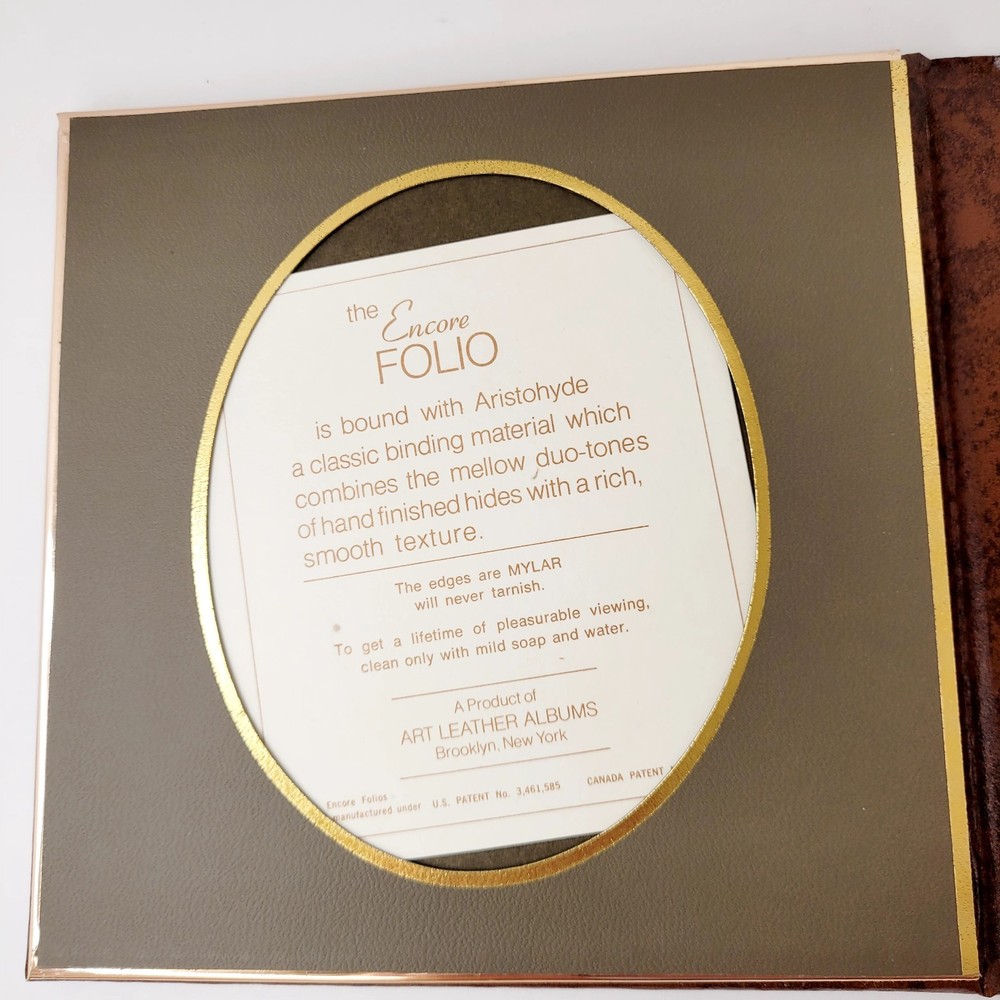 the Encore
FOLIO
is bound with Aristohyde
a classic binding material which
combines the mellow duo-tones
of hand finished hides with a rich,
smooth texture.
The edges are MYLAR
will never tarnish.
To get a lifetime of pleasurable viewing,
clean only with mild soap and water.
A Product of
ART LEATHER ALBUMS
Brooklyn, New York
Encore Folios
manufactured under U.S. PATENT No. 3,461,585 CANADA PATENT